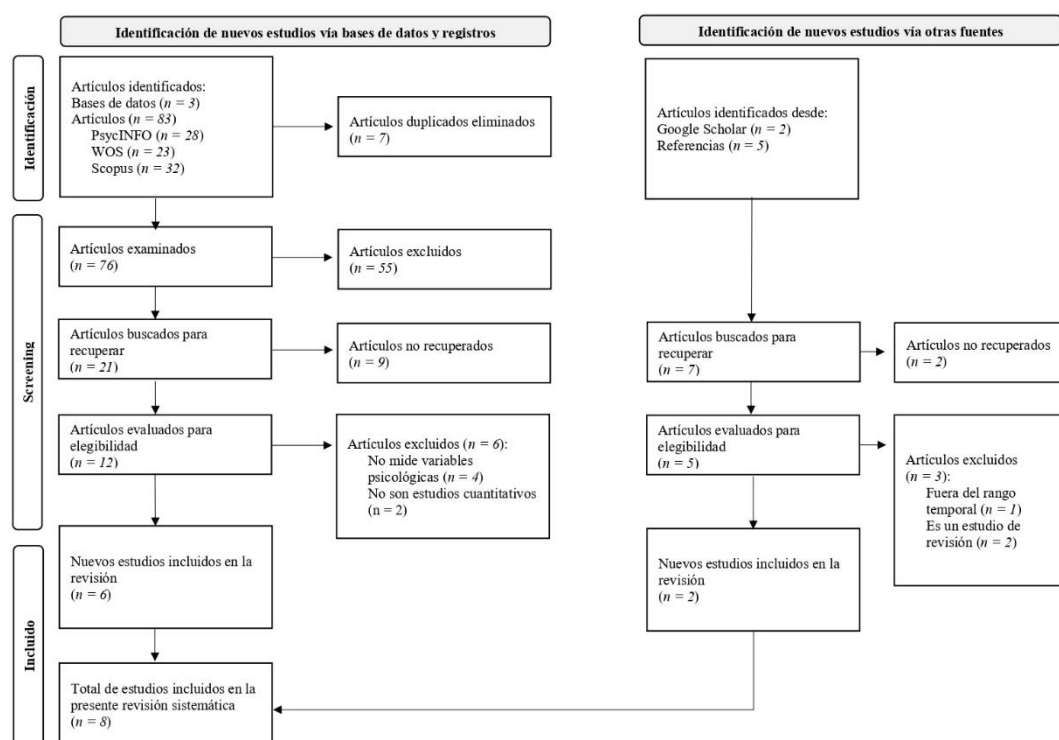 Identificación de nuevos estudios vía bases de datos y registros
Identificación de nuevos estudios vía otras fuentes
Identificación
Artículos identificados:
Bases de datos (n = 3)
Artículos (n = 83)
PsycINFO (n = 28)
WOS (n = 23)
Scopus (n = 32)
Artículos duplicados eliminados
(n = 7)
Artículos identificados desde:
Google Scholar (n = 2)
Referencias (n = 5)
Screening
Artículos examinados
(n = 76)
Artículos excluidos
(n = 55)
Artículos buscados para
recuperar
(n = 21)
Artículos no recuperados
(n = 9)
Artículos buscados para
recuperar
(n = 7)
Artículos no recuperados
(n = 2)
Artículos evaluados para
elegibilidad
(n = 12)
Artículos excluidos (n = 6):
No mide variables
psicológicas (n = 4)
No son estudios cuantitativos
(n = 2)
Artículos evaluados para
elegibilidad
(n = 5)
Artículos excluidos
(n = 3):
Fuera del rango
temporal (n = 1)
Es un estudio de
revisión (n = 2)
Incluido
Nuevos estudios incluidos en la
revisión
(n = 6)
Nuevos estudios incluidos en la
revisión
(n = 2)
Total de estudios incluidos en la
presente revisión sistemática
(n = 8)